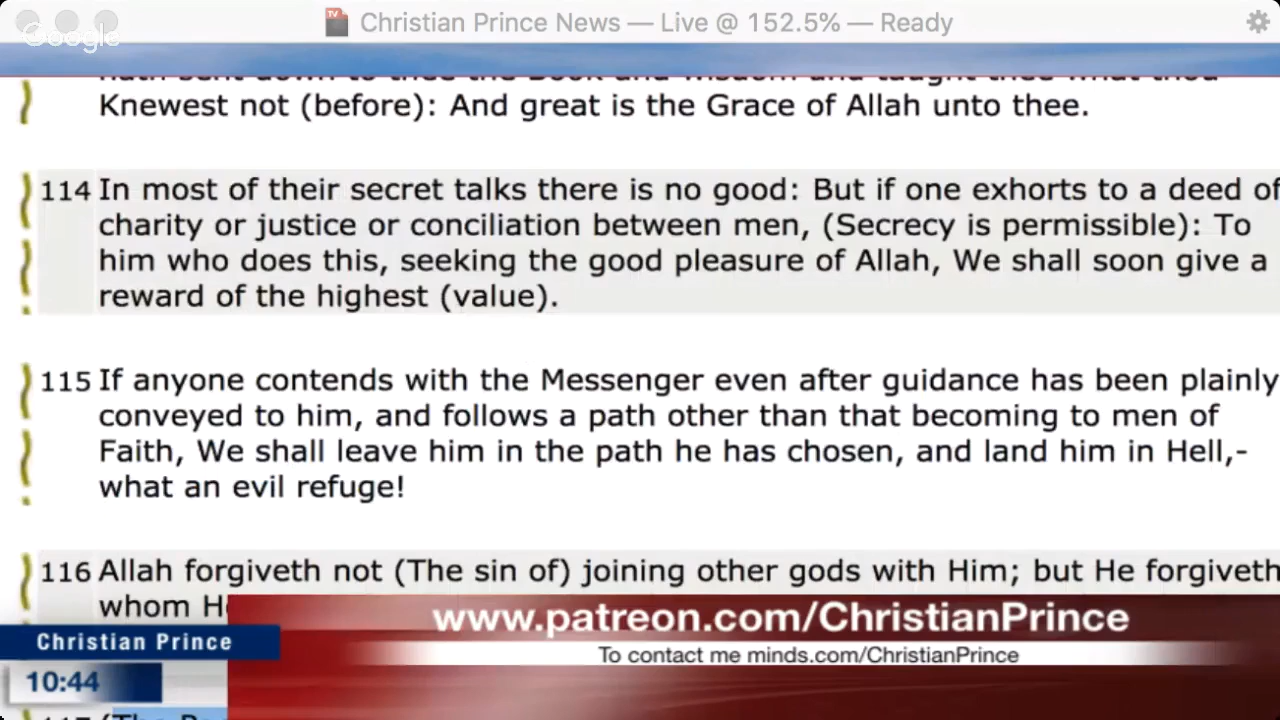 Christian Prince News — Live @ 152.5% — Ready
Google
Knewest not (before): And great is the Grace of Allah unto thee.
114 In most of their secret talks there is no good: But if one exhorts to a deed of
charity or justice or conciliation between men, (Secrecy is permissible): To
him who does this, seeking the good pleasure of Allah, We shall soon give a
reward of the highest (value).
115 If anyone contends with the Messenger even after guidance has been plainly
conveyed to him, and follows a path other than that becoming to men of
Faith, We shall leave him in the path he has chosen, and land him in Hell,-
what an evil refuge!
116 Allah forgiveth not (The sin of) joining other gods with Him; but He forgiveth
whom
www.patreon.com/ChristianPrince
Christian Prince
To contact me minds.com/ChristianPrince
10:44